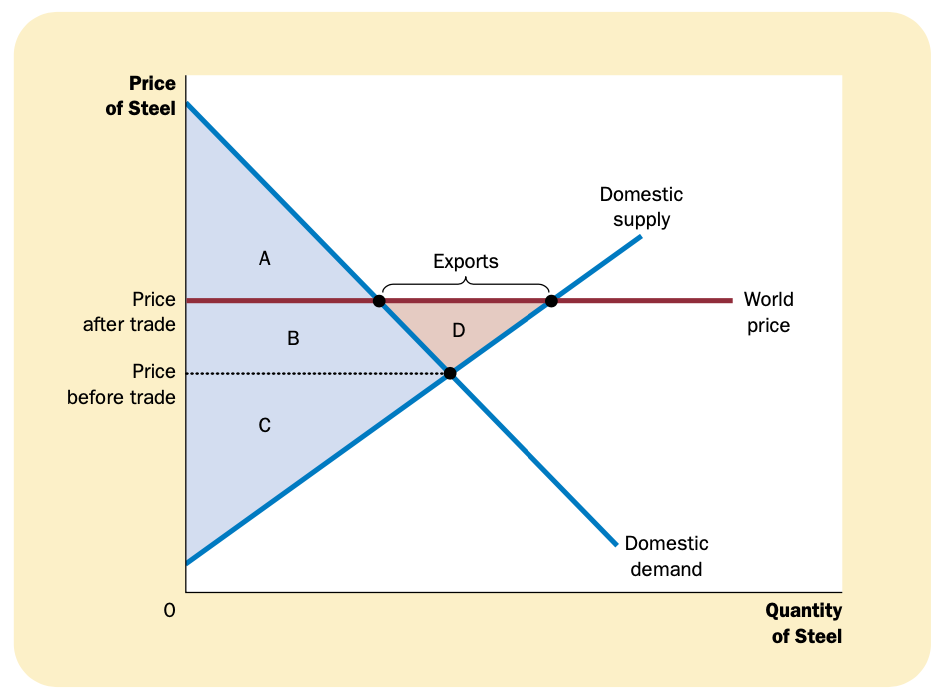 Price
of Steel
Domestic
supply
A
Exports
Price
after trade
World
price
B
D
Price
before trade
C
Domestic
demand
0
Quantity
of Steel